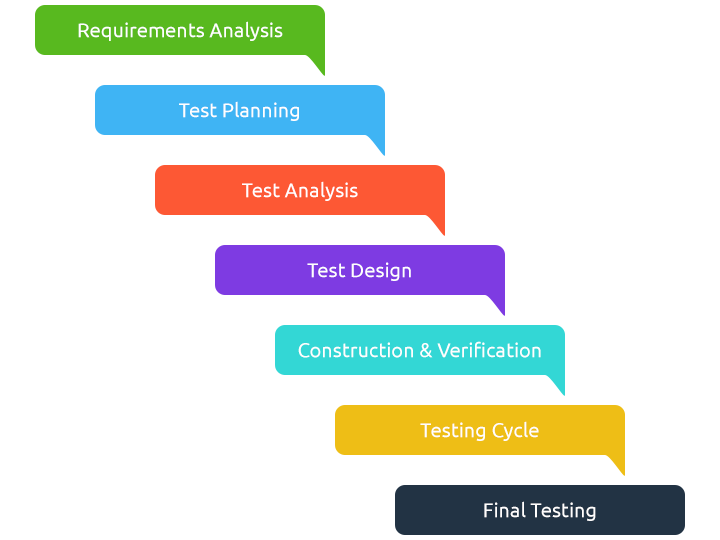 Requirements Analysis
Test Planning
Test Analysis
Test Design
Construction & Verification
Testing Cycle
Final Testing